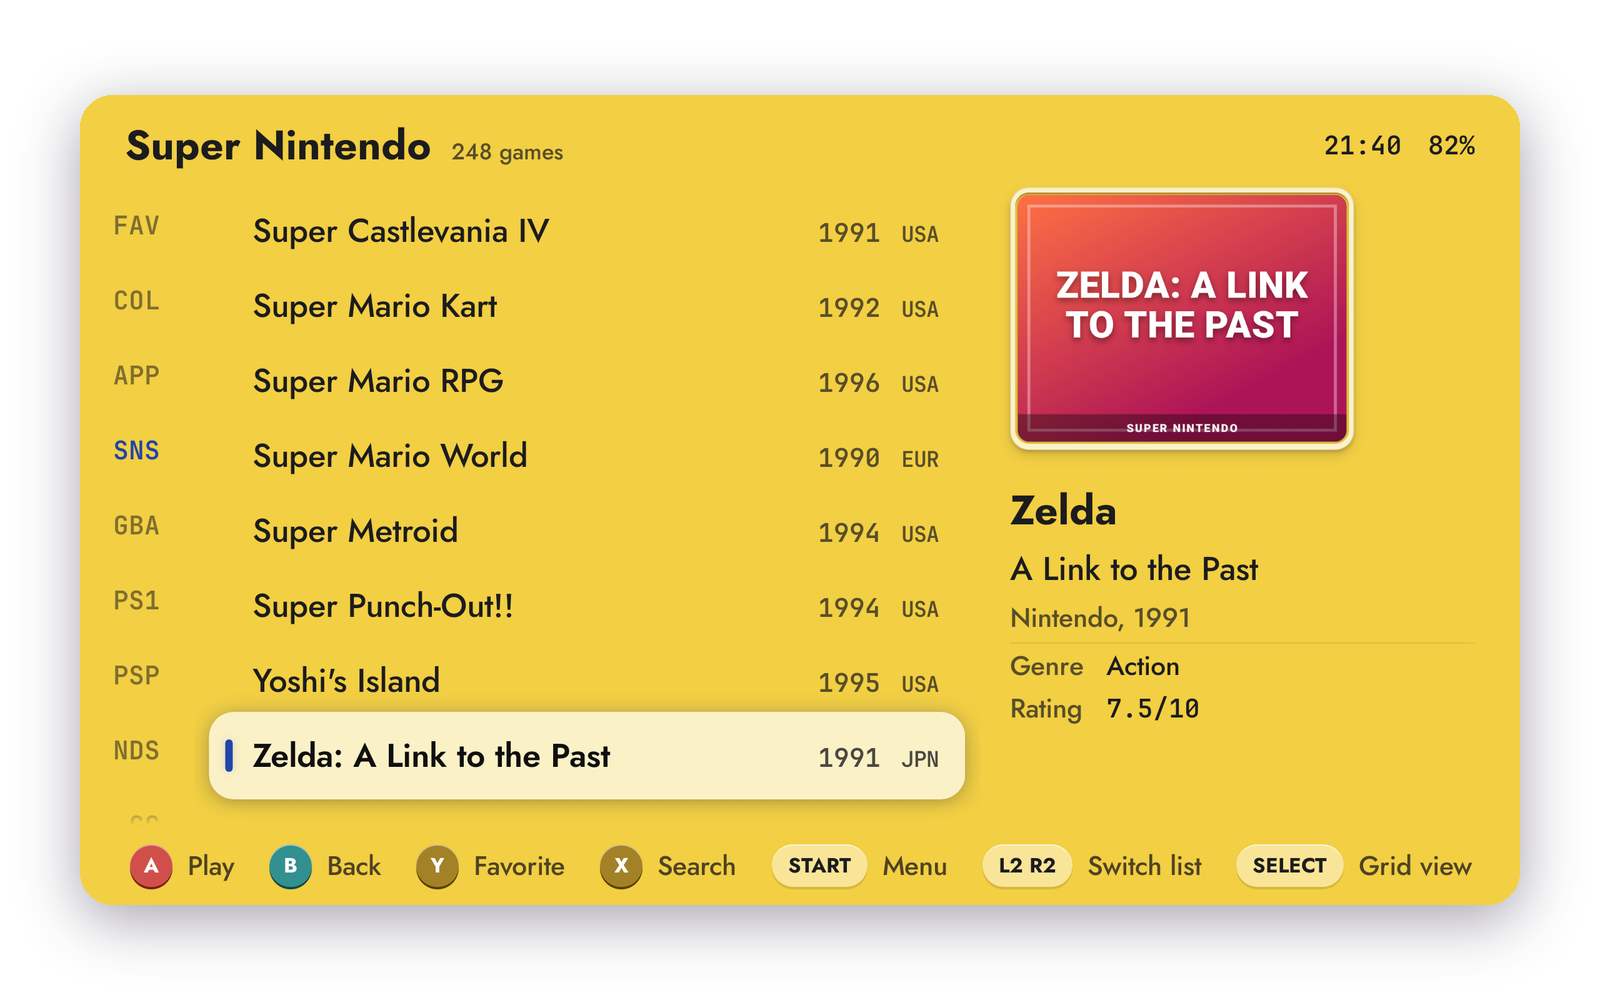 Super Nintendo 248 games
21:40 82%
FAV
COL
APP
SNS
GBA
PS1
PSP
NDS
Super Castlevania IV 1991 USA
Super Mario Kart 1992 USA
Super Mario RPG 1996 USA
Super Mario World 1990 EUR
Super Metroid 1994 USA
Super Punch-Out!! 1994 USA
Yoshi's Island 1995 USA
Zelda: A Link to the Past 1991 JPN
ZELDA: A LINK
TO THE PAST
SUPER NINTENDO
Zelda
A Link to the Past
Nintendo, 1991
Genre Action
Rating 7.5/10
A Play B Back Y Favorite X Search START Menu L2 R2 Switch list SELECT Grid view